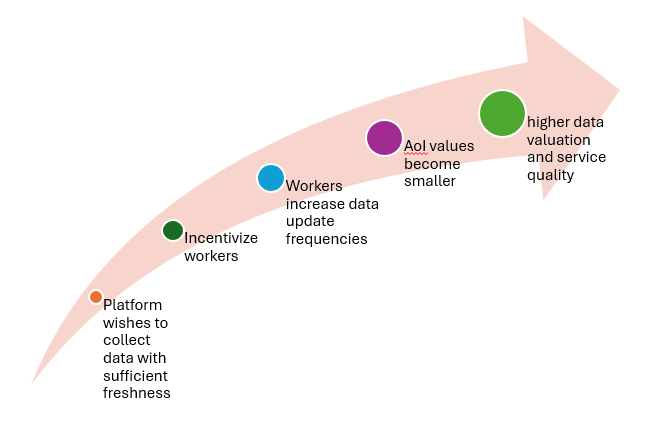 Platform
wishes to
collect
data with
sufficient
freshness
Incentivize
workers
Workers
increase data
update
frequencies
AoI values
become
smaller
higher data
valuation
and service
quality